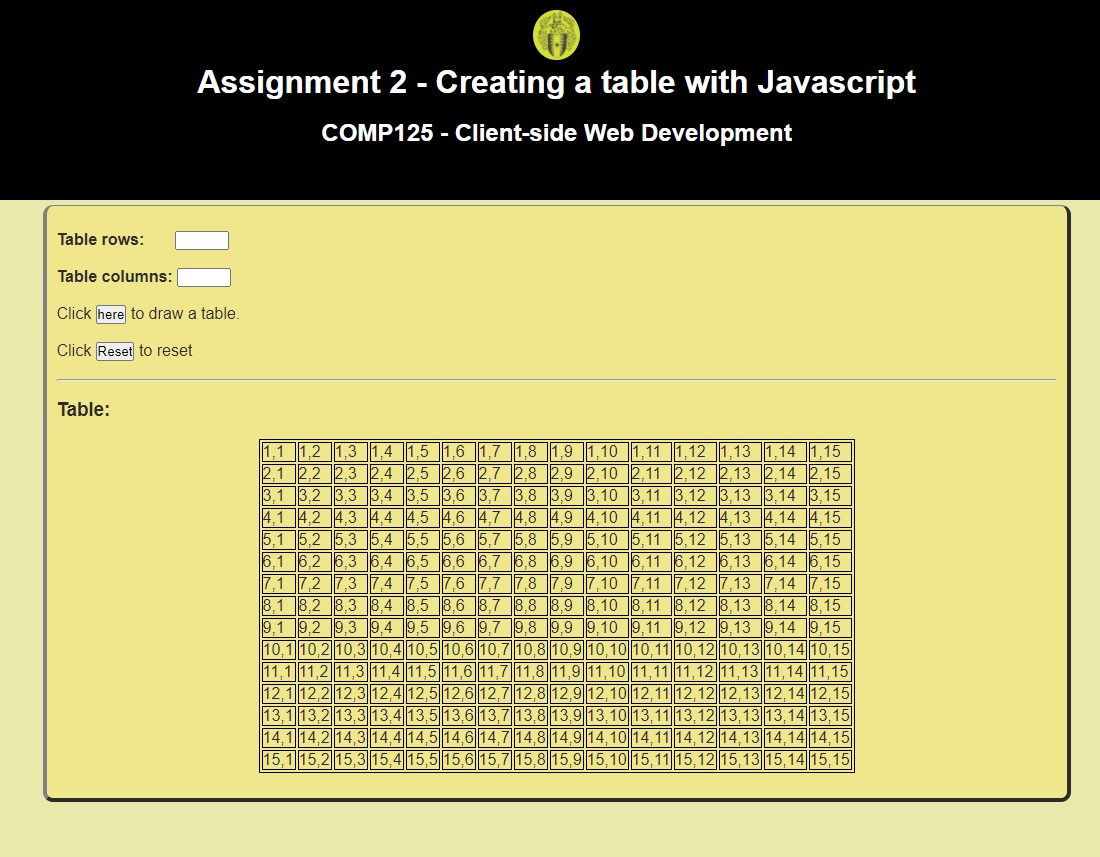 Assignment 2 - Creating a table with Javascript
COMP125 - Client-side Web Development
Table rows:
Table columns:
Click here to draw a table.
Click Reset to reset
Table:
1,1 1,2 1,3 1,4 1,5 1,6 1,7 1,8 1,9 1,10 1,11 1,12 1,13 1,14 1,15
2,1 2,2 2,3 2,4 2,5 2,6 2,7 2,8 2,9 2,10 2,11 2,12 2,13 2,14 2,15
3,1 3,2 3,3 3,4 3,5 3,6 3,7 3,8 3,9 3,10 3,11 3,12 3,13 3,14 3,15
4,1 4,2 4,3 4,4 4,5 4,6 4,7 4,8 4,9 4,10 4,11 4,12 4,13 4,14 4,15
5,1 5,2 5,3 5,4 5,5 5,6 5,7 5,8 5,9 5,10 5,11 5,12 5,13 5,14 5,15
6,1 6,2 6,3 6,4 6,5 6,6 6,7 6,8 6,9 6,10 6,11 6,12 6,13 6,14 6,15
7,1 7,2 7,3 7,4 7,5 7,6 7,7 7,8 7,9 7,10 7,11 7,12 7,13 7,14 7,15
8,1 8,2 8,3 8,4 8,5 8,6 8,7 8,8 8,9 8,10 8,11 8,12 8,13 8,14 8,15
9,1 9,2 9,3 9,4 9,5 9,6 9,7 9,8 9,9 9,10 9,11 9,12 9,13 9,14 9,15
10,1 10,2 10,3 10,4 10,5 10,6 10,7 10,8 10,9 10,10 10,11 10,12 10,13 10,14 10,15
11,1 11,2 11,3 11,4 11,5 11,6 11,7 11,8 11,9 11,10 11,11 11,12 11,13 11,14 11,15
12,1 12,2 12,3 12,4 12,5 12,6 12,7 12,8 12,9 12,10 12,11 12,12 12,13 12,14 12,15
13,1 13,2 13,3 13,4 13,5 13,6 13,7 13,8 13,9 13,10 13,11 13,12 13,13 13,14 13,15
14,1 14,2 14,3 14,4 14,5 14,6 14,7 14,8 14,9 14,10 14,11 14,12 14,13 14,14 14,15
15,1 15,2 15,3 15,4 15,5 15,6 15,7 15,8 15,9 15,10 15,11 15,12 15,13 15,14 15,15